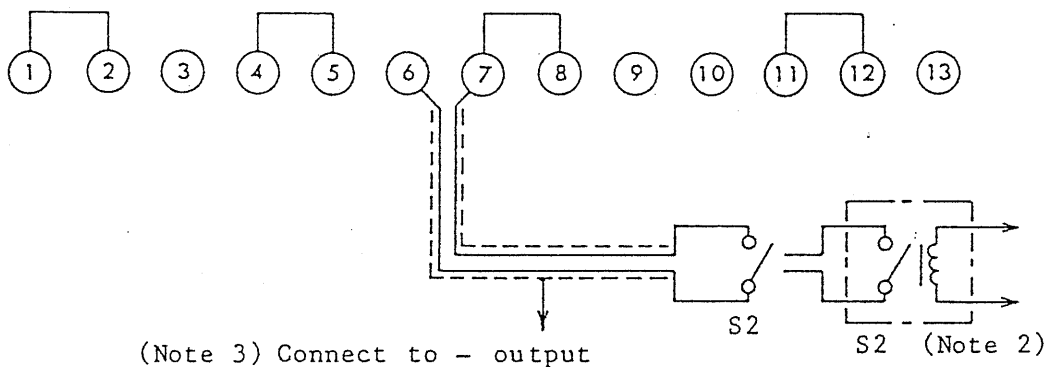 1 2 3 4 5 6 7 8 9 10 11 12 13
S2
S2 (Note 2)
(Note 3) Connect to – output